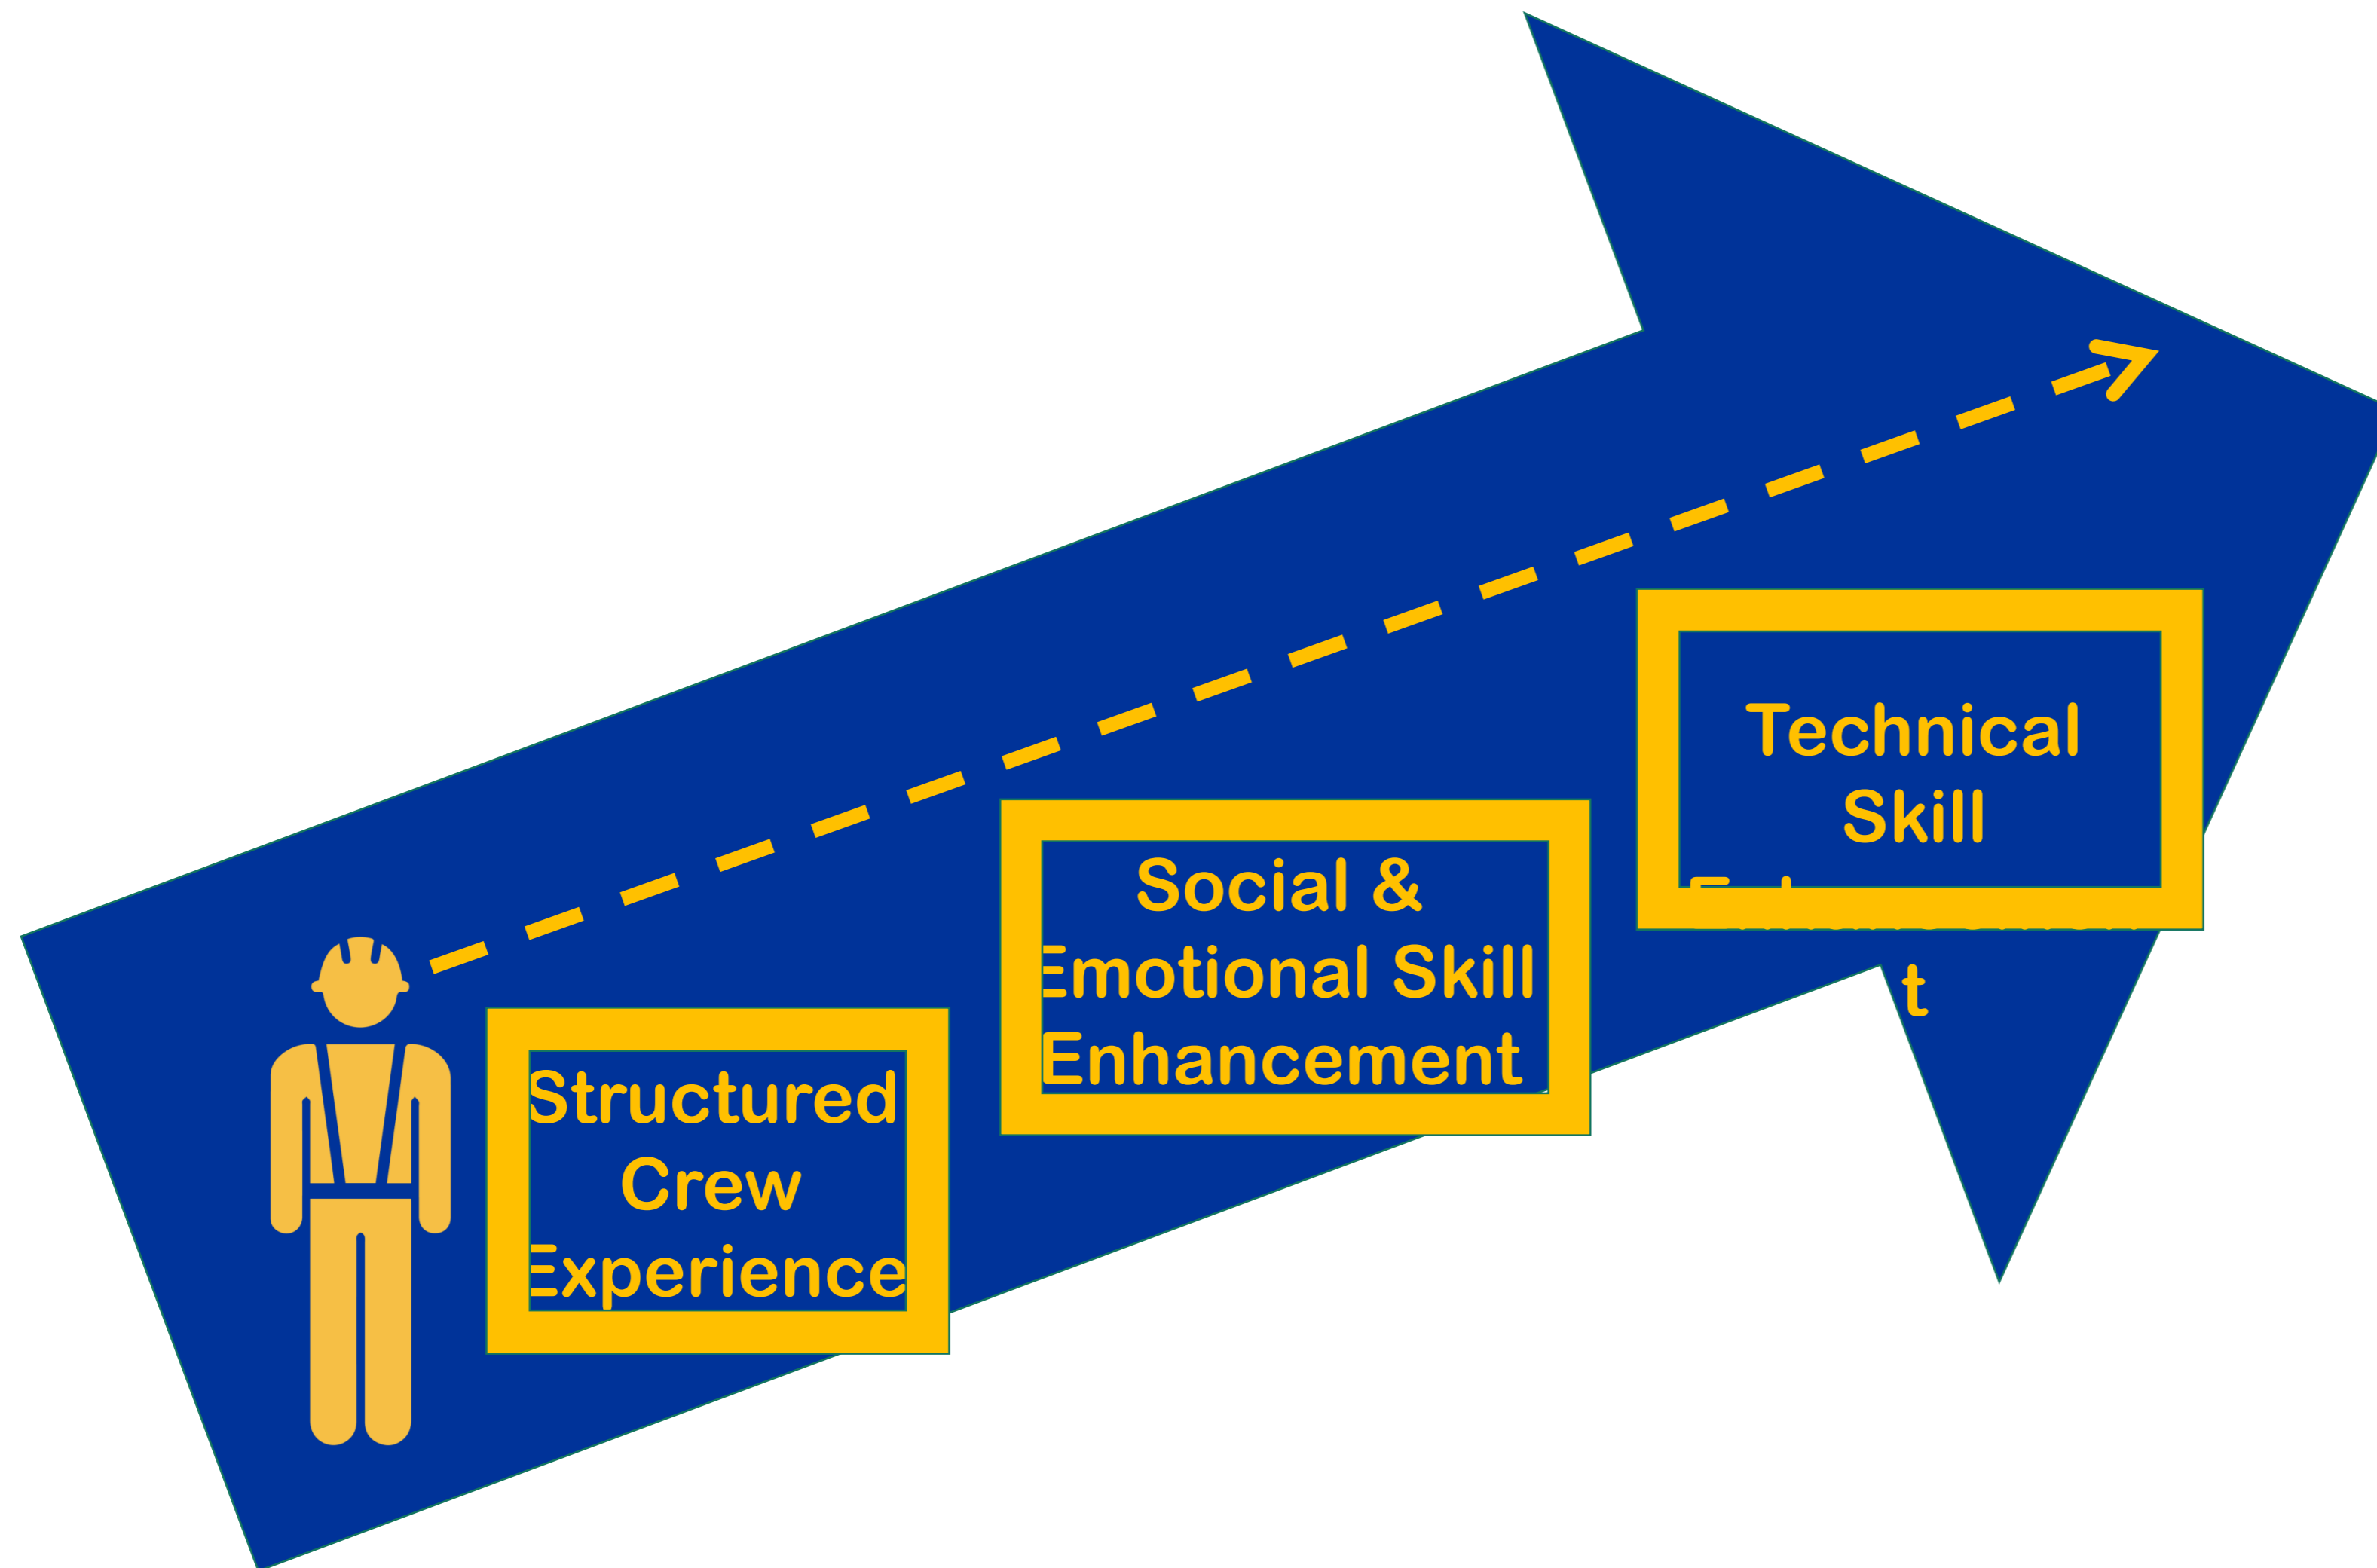 Structured
Crew
Experience
Social &
Emotional Skill
Enhancement
Technical
Skill
t